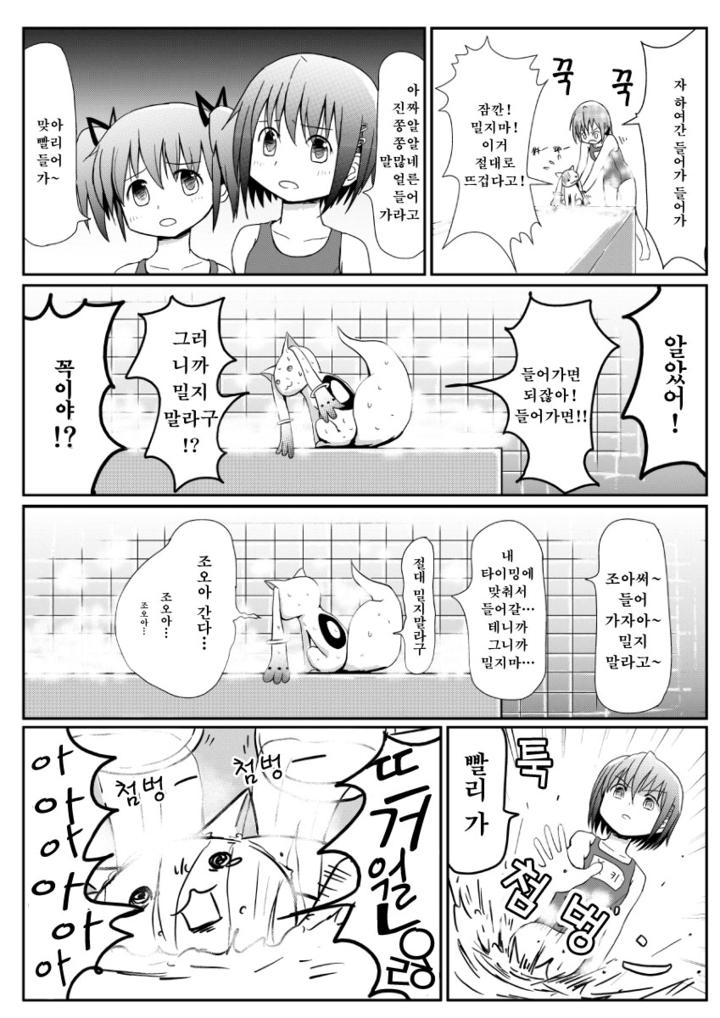 자 하여간 들어가 들어가
꾹
꾹
잠깐!
밀지마!
이거
절대로
뜨겁다고!
아
진짜
쫑알
쫑알
말 많네
얼른
들어
가라고
맞아
빨리
들어
가~
알았어!
들어가면
되잖아!
들어가면!!
그러
니까
밀지
말라구
!?
꼭이야
!?
조아써~
들어
가자아~
밀지
말라고~
내
타이밍에
맞춰서
들어갈…
테니까
그니까
밀지마…
절대 밀지말라구
조오아 간다…
조오아…
조오아…
빨리 가
툭
첨벙
키
첨벙
첨벙
아아아아아아